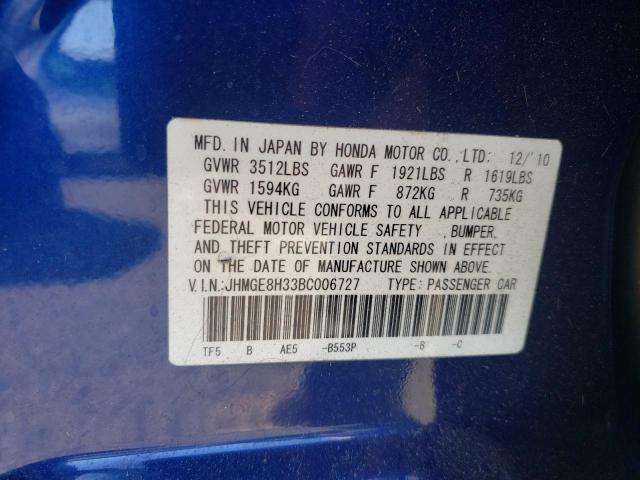 MFD. IN JAPAN BY HONDA MOTOR CO.,LTD: 12/'10
GVWR 3512LBS GAWR F 1921LBS R 1619LBS
GVWR 1594KG GAWR F 872KG R 735KG
THIS VEHICLE CONFORMS TO ALL APPLICABLE
FEDERAL MOTOR VEHICLE SAFETY ,BUMPER,
AND THEFT PREVENTION STANDARDS IN EFFECT
ON THE DATE OF MANUFACTURE SHOWN ABOVE.
V.I.N.:JHMGE8H33BC006727 TYPE:PASSENGER CAR
TF5 B AE5 -B553P -B -C